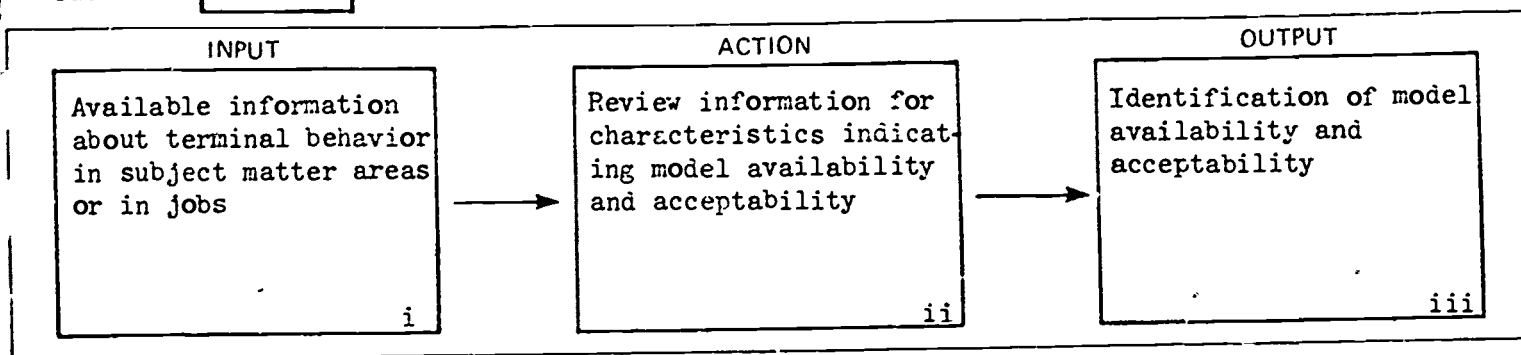 INPUT
Available information
about terminal behavior
in subject matter areas
or in jobs
i
ACTION
Review information for
characteristics indicat-
ing model availability
and acceptability
ii
OUTPUT
Identification of model
availability and
acceptability
iii